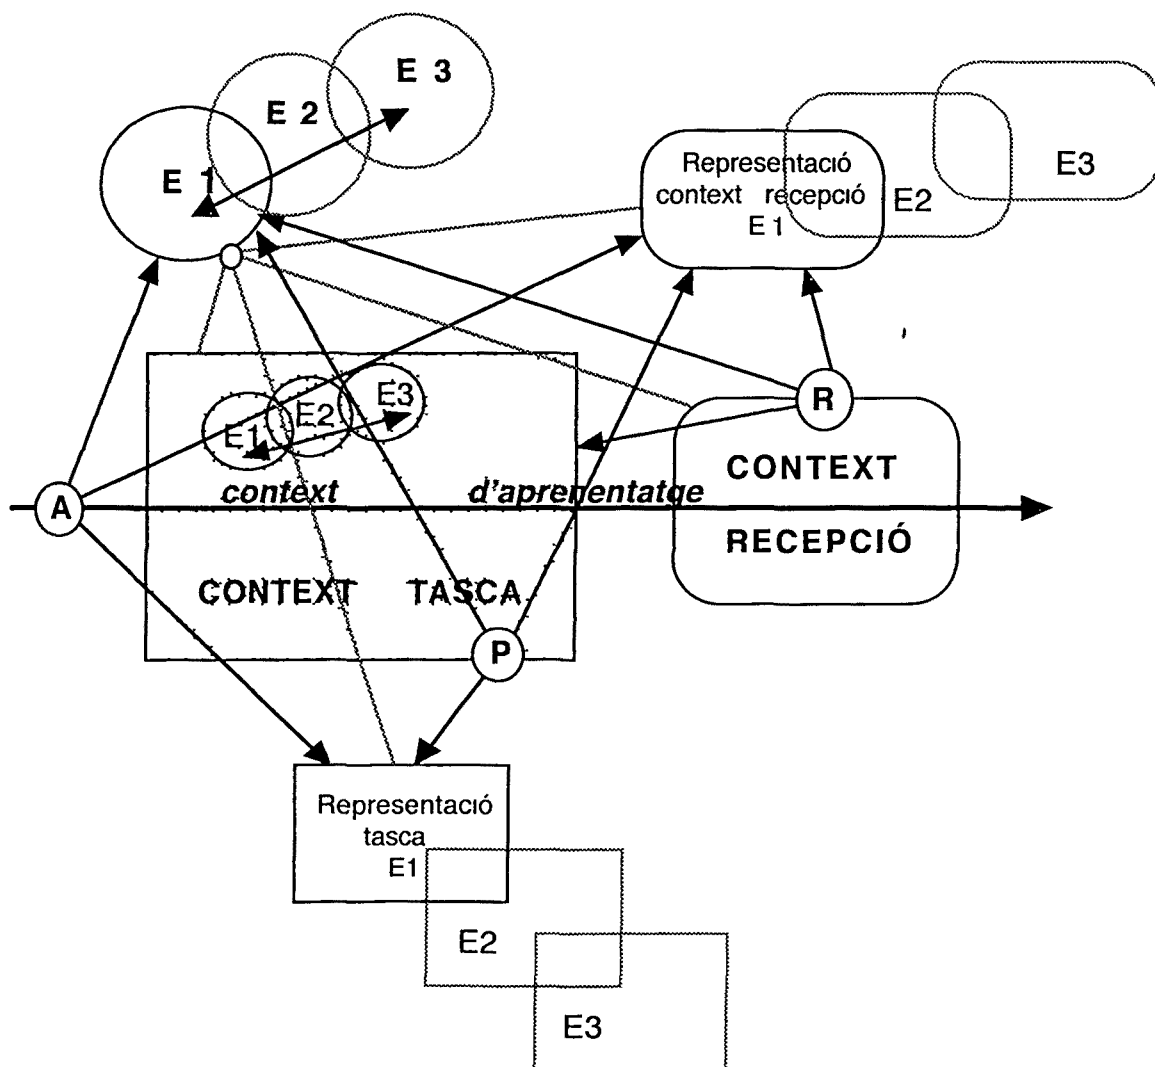 E 3
E 2
E 1
Representació
context recepció
E 1
E2
E3
E1
E2
E3
R
CONTEXT
RECEPCIÓ
A
context d'aprenentatge
CONTEXT TASCA
P
Representació
tasca
E1
E2
E3